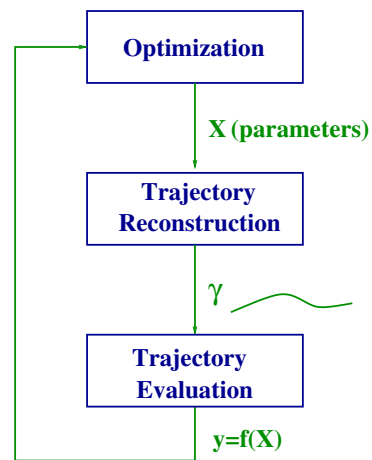 Optimization
X (parameters)
Trajectory
Reconstruction
γ
Trajectory
Evaluation
y=f(X)